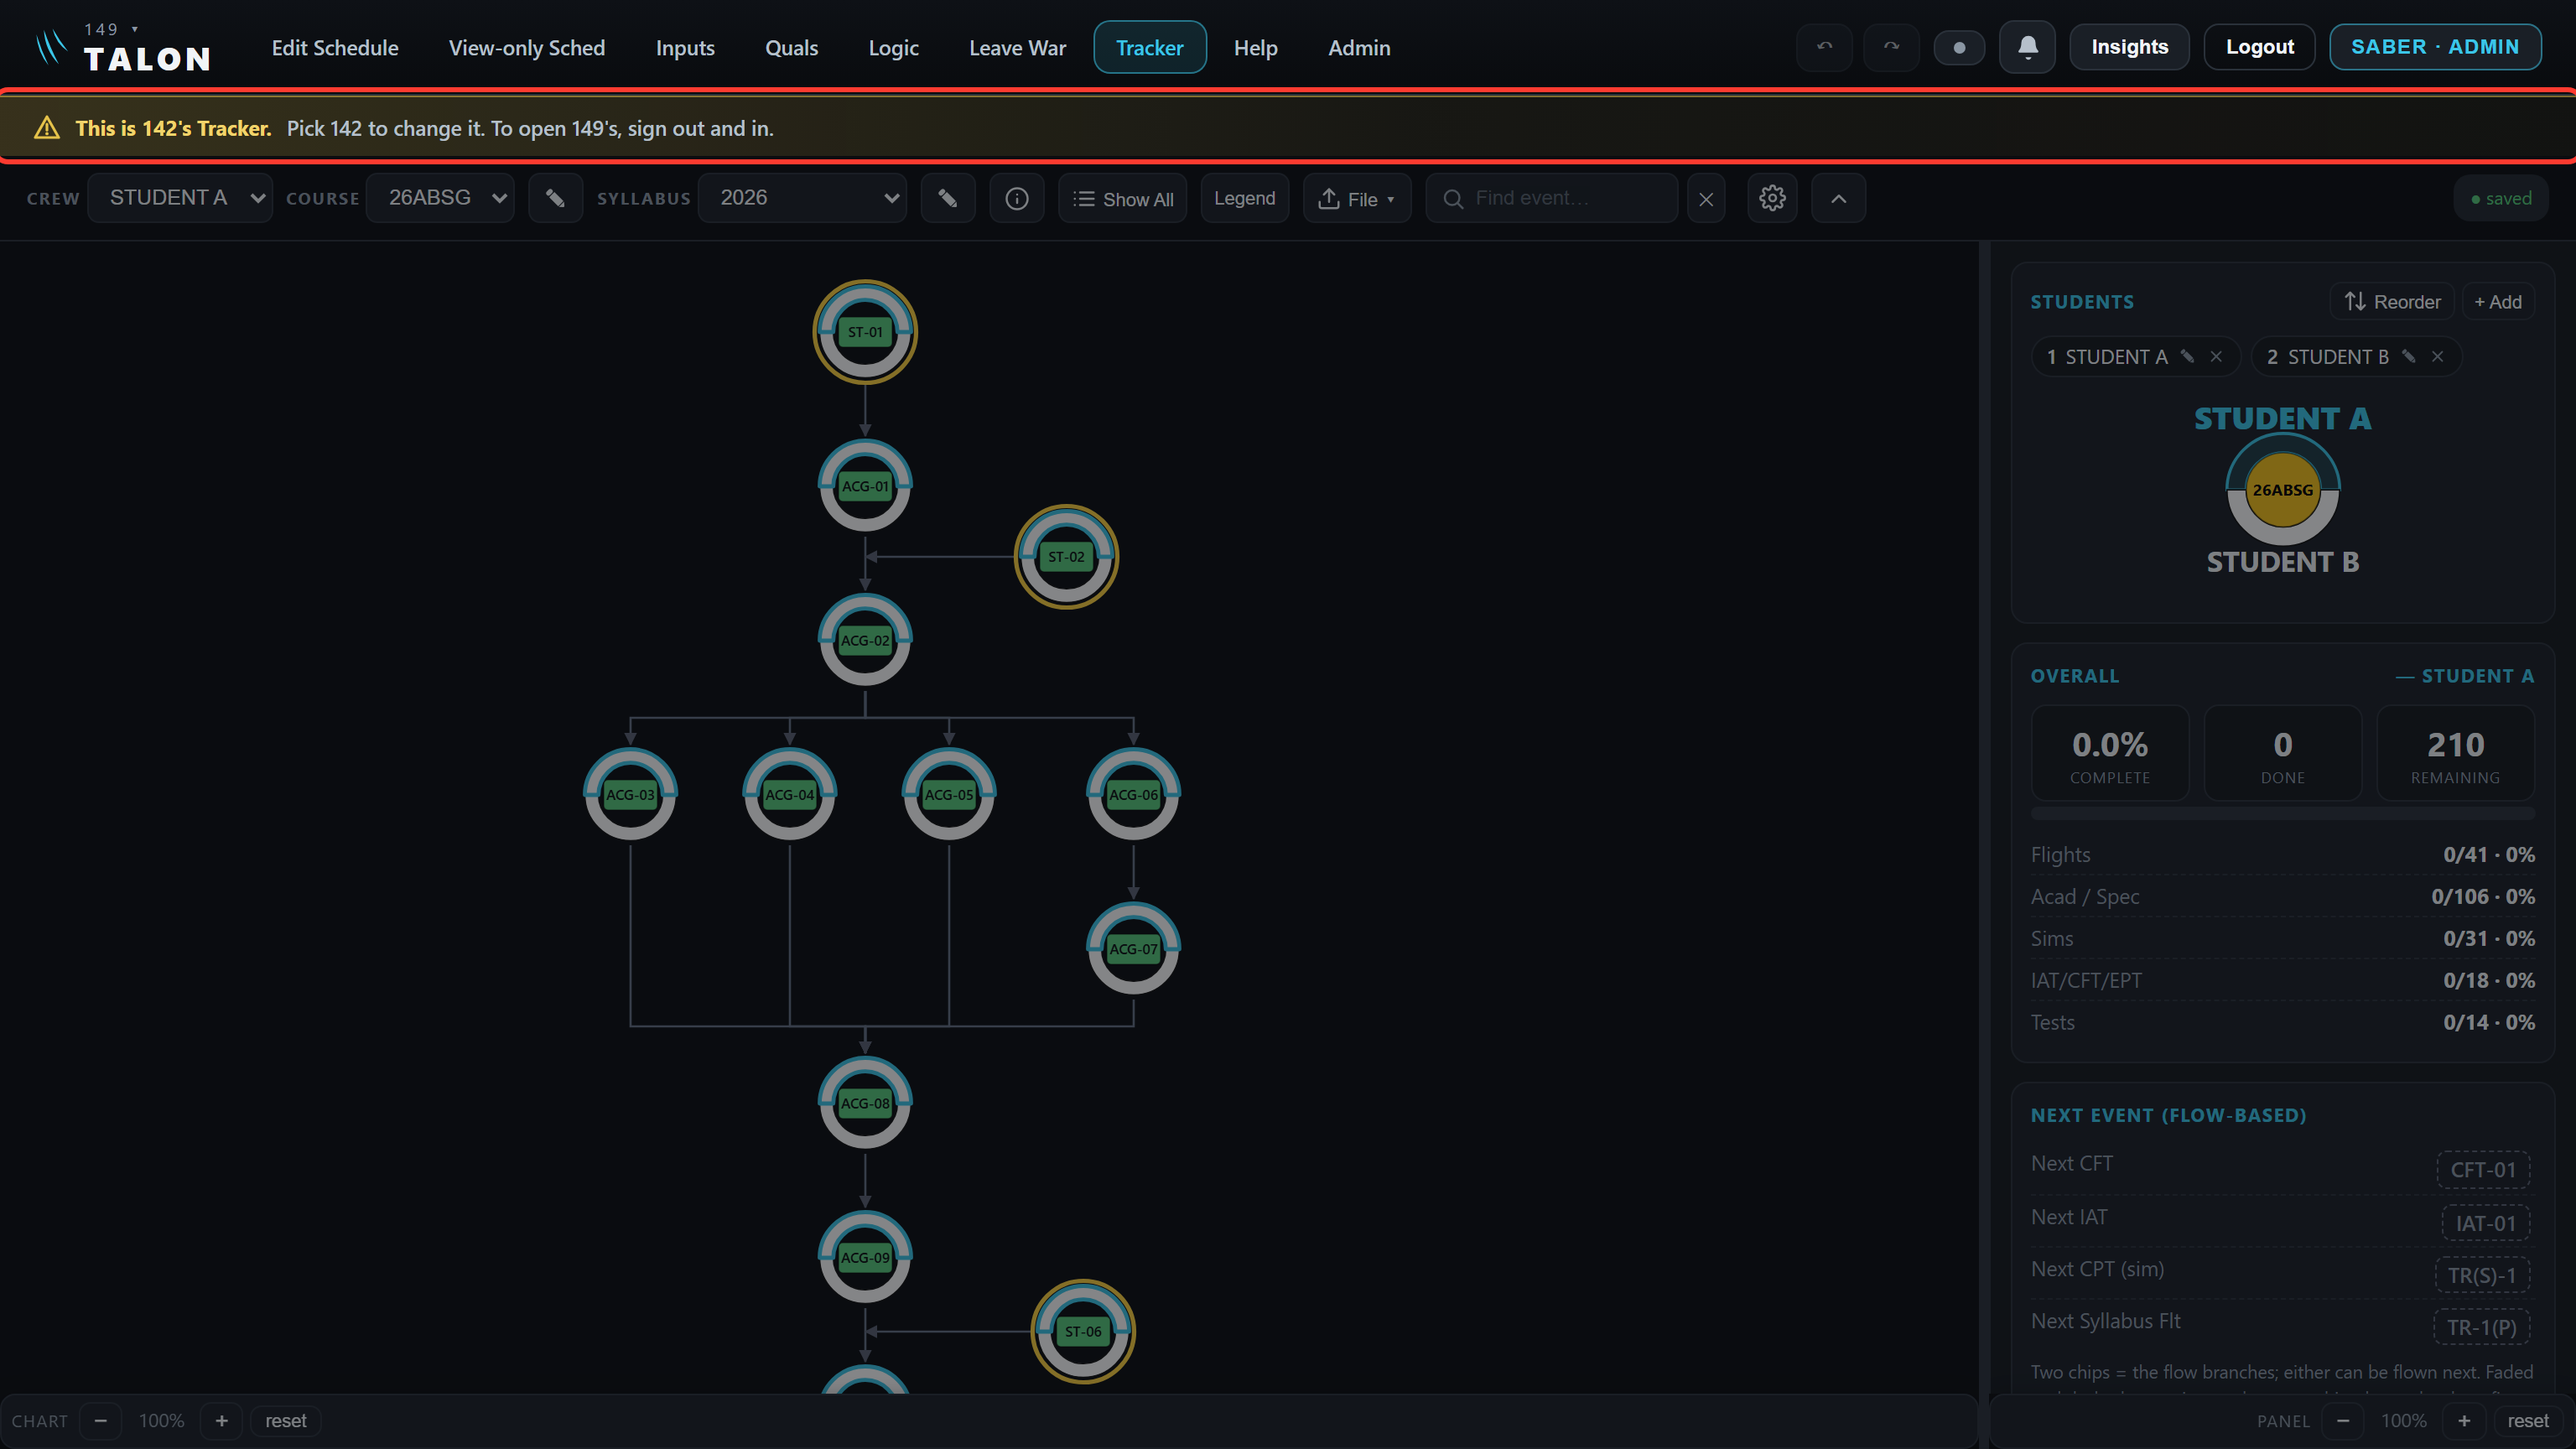 149 ▾
TALON
Edit Schedule
View-only Sched
Inputs
Quals
Logic
Leave War
Tracker
Help
Admin
Insights
Logout
SABER · ADMIN
This is 142's Tracker. Pick 142 to change it. To open 149's, sign out and in.
CREW
STUDENT A
COURSE
26ABSG
SYLLABUS
2026
Show All
Legend
File ▾
Find event…
saved
ST-01
ACG-01
ST-02
ACG-02
ACG-03
ACG-04
ACG-05
ACG-06
ACG-07
ACG-08
ACG-09
ST-06
STUDENTS
Reorder
+ Add
1 STUDENT A
2 STUDENT B
STUDENT A
26ABSG
STUDENT B
OVERALL
— STUDENT A
0.0%
COMPLETE
0
DONE
210
REMAINING
Flights 0/41 · 0%
Acad / Spec 0/106 · 0%
Sims 0/31 · 0%
IAT/CFT/EPT 0/18 · 0%
Tests 0/14 · 0%
NEXT EVENT (FLOW-BASED)
Next CFT CFT-01
Next IAT IAT-01
Next CPT (sim) TR(S)-1
Next Syllabus Flt TR-1(P)
Two chips = the flow branches; either can be flown next. Faded
CHART − 100% + reset
PANEL − 100% + reset